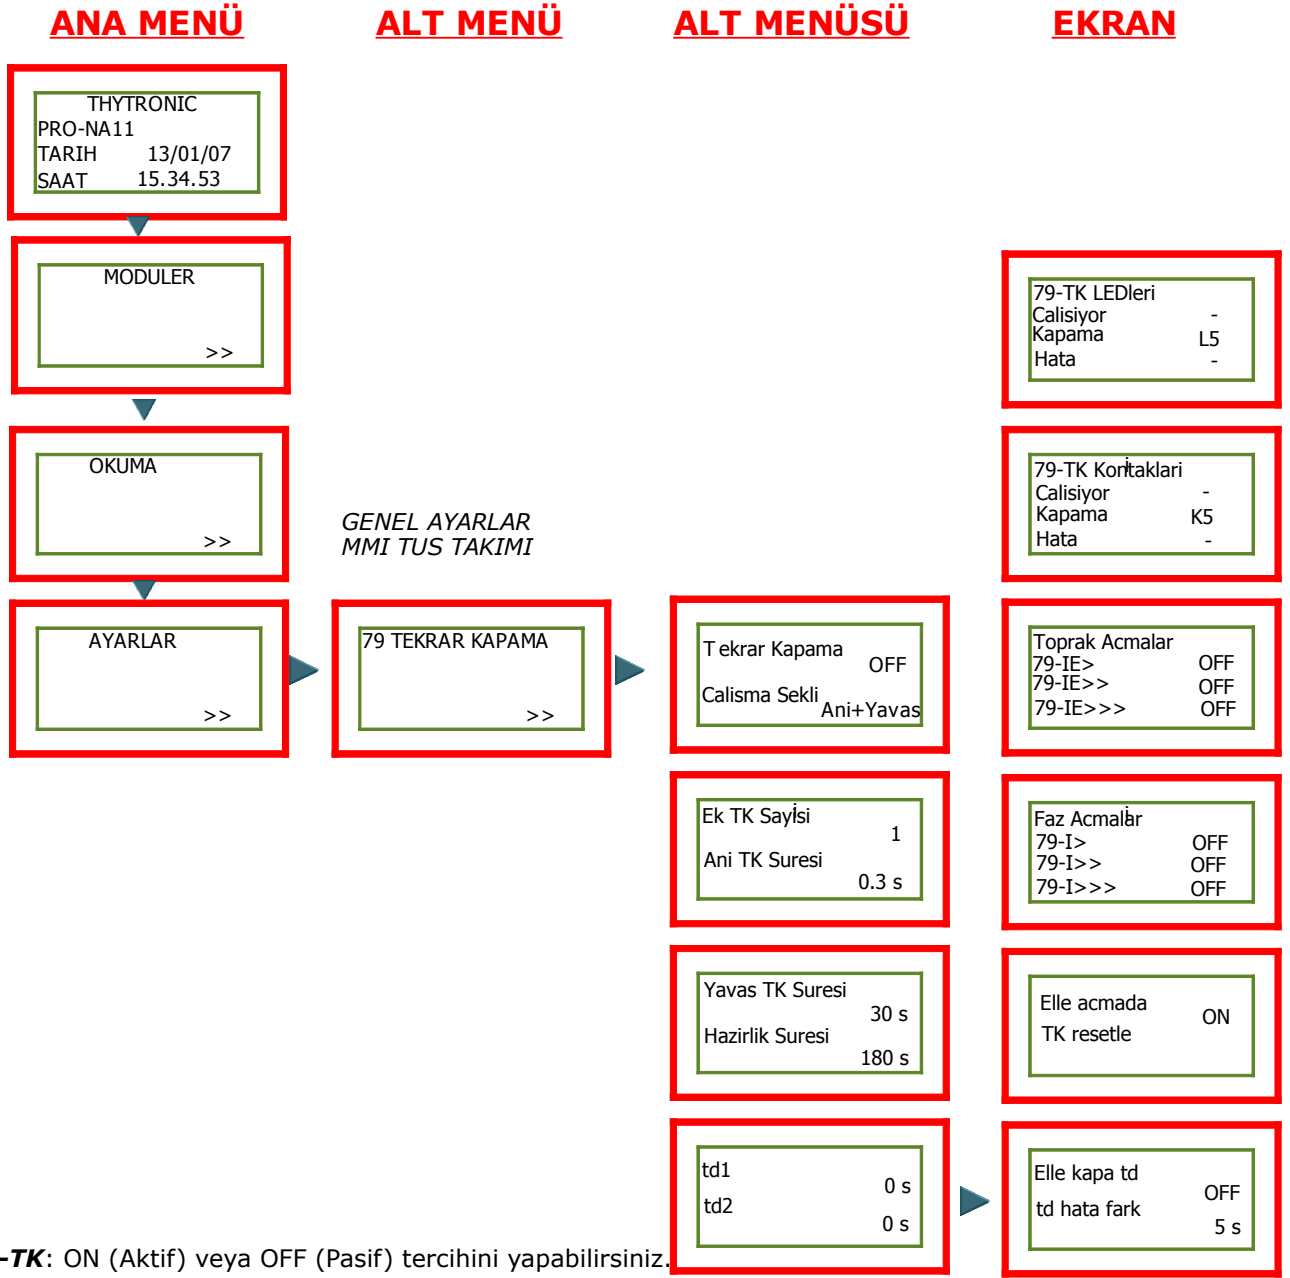 ANA MENÜ
ALT MENÜ
ALT MENÜSÜ
EKRAN
THYTRONIC
PRO-NA11
TARIH 13/01/07
SAAT 15.34.53
MODULER
>>
OKUMA
>>
GENEL AYARLAR
MMI TUS TAKIMI
AYARLAR
>>
79 TEKRAR KAPAMA
>>
Tekrar Kapama
OFF
Calisma Sekli
Ani+Yavas
Ek TK Sayisi
1
Ani TK Suresi
0.3 s
Yavas TK Suresi
30 s
Hazirlik Suresi
180 s
td1
0 s
td2
0 s
79-TK LEDleri
Calisiyor -
Kapama L5
Hata -
79-TK Kontaklari
Calisiyor -
Kapama K5
Hata -
Toprak Acmalar
79-IE> OFF
79-IE>> OFF
79-IE>>> OFF
Faz Acmalar
79-I> OFF
79-I>> OFF
79-I>>> OFF
Elle acmada
ON
TK resetle
Elle kapa td
OFF
td hata fark
5 s
-TK: ON (Aktif) veya OFF (Pasif) tercihini yapabilirsiniz.